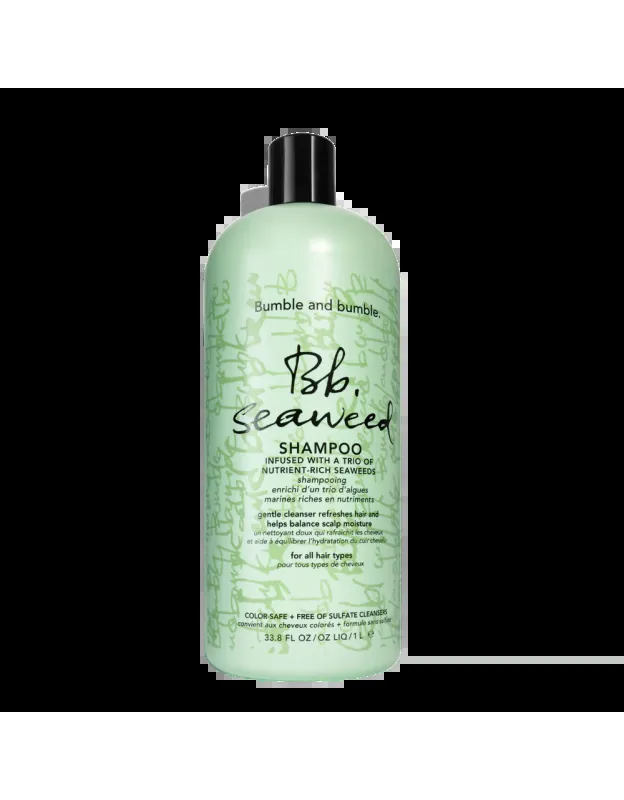 Bumble and bumble.
Bb.
seaweed
SHAMPOO
INFUSED WITH A TRIO OF
NUTRIENT-RICH SEAWEEDS
shampooing
enrichi d'un trio d'algues
marines riches en nutriments
gentle cleanser refreshes hair and
helps balance scalp moisture
un nettoyant doux qui rafraîchit les cheveux
et aide à équilibrer l'hydratation du cuir chevelu
for all hair types
pour tous types de cheveux
COLOR-SAFE + FREE OF SULFATE CLEANSERS
convient aux cheveux colorés + formule sans sulfate
33.8 FL OZ/OZ LIQ/1 L ℮